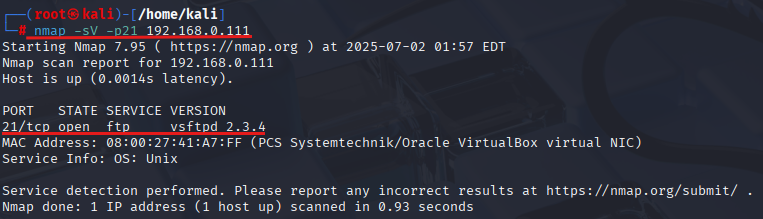 ┌──(root㉿kali)-[/home/kali]
└─# nmap -sV -p21 192.168.0.111
Starting Nmap 7.95 ( https://nmap.org ) at 2025-07-02 01:57 EDT
Nmap scan report for 192.168.0.111
Host is up (0.0014s latency).
PORT   STATE SERVICE VERSION
21/tcp open  ftp     vsftpd 2.3.4
MAC Address: 08:00:27:41:A7:FF (PCS Systemtechnik/Oracle VirtualBox virtual NIC)
Service Info: OS: Unix
Service detection performed. Please report any incorrect results at https://nmap.org/submit/ .
Nmap done: 1 IP address (1 host up) scanned in 0.93 seconds